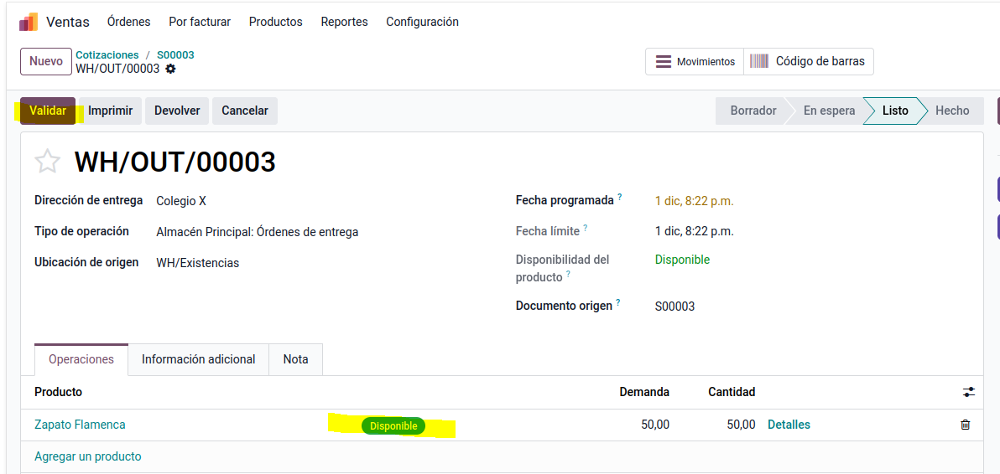 Ventas Órdenes Por facturar Productos Reportes Configuración
Nuevo Cotizaciones / S00003
WH/OUT/00003
Movimientos Código de barras
Validar Imprimir Devolver Cancelar Borrador En espera Listo Hecho
WH/OUT/00003
Dirección de entrega Colegio X Fecha programada ? 1 dic, 8:22 p.m.
Tipo de operación Almacén Principal: Órdenes de entrega Fecha límite ? 1 dic, 8:22 p.m.
Ubicación de origen WH/Existencias Disponibilidad del Disponible
producto ?
Documento origen ? S00003
Operaciones Información adicional Nota
Producto Demanda Cantidad
Zapato Flamenca Disponible 50,00 50,00 Detalles
Agregar un producto